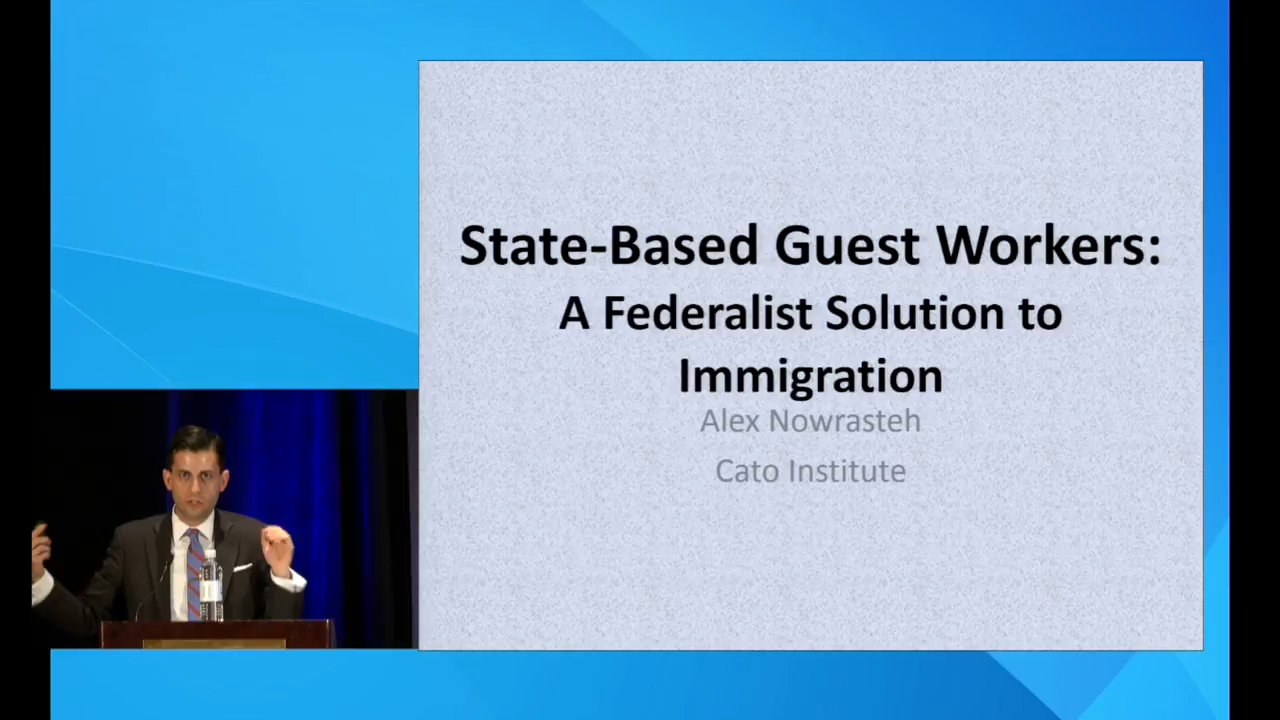 State-Based Guest Workers:
A Federalist Solution to
Immigration
Alex Nowrasteh
Cato Institute